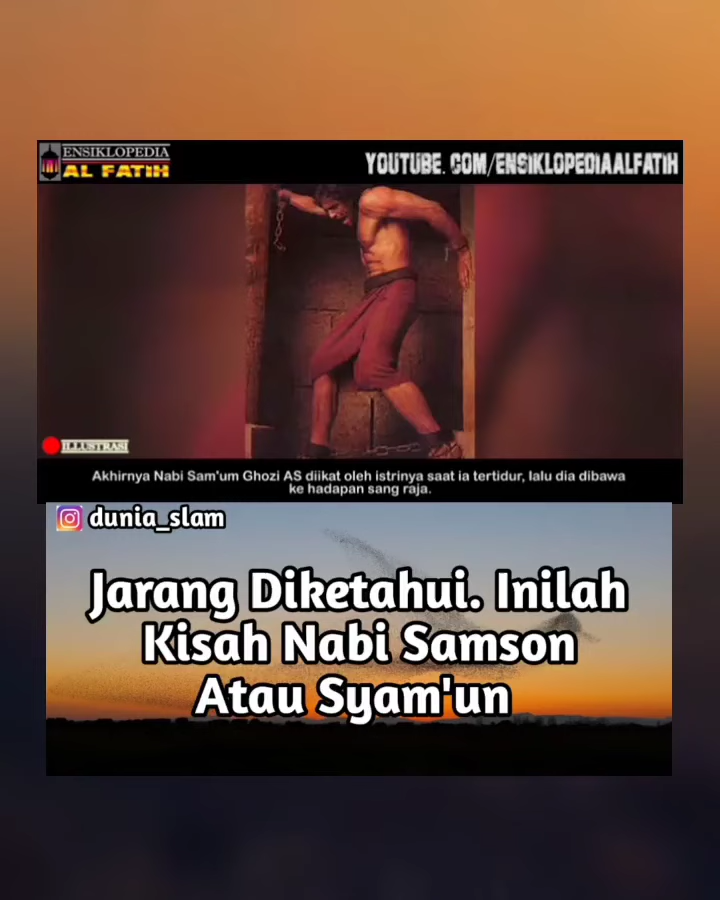 ENSIKLOPEDIA
AL FATIH
YOUTUBE.COM/ENSIKLOPEDIAALFATIH
ILLUSTRASI
Akhirnya Nabi Sam'um Ghozi AS diikat oleh istrinya saat ia tertidur, lalu dia dibawa
ke hadapan sang raja.
dunia_slam
Jarang Diketahui. Inilah
Kisah Nabi Samson
Atau Syam'un